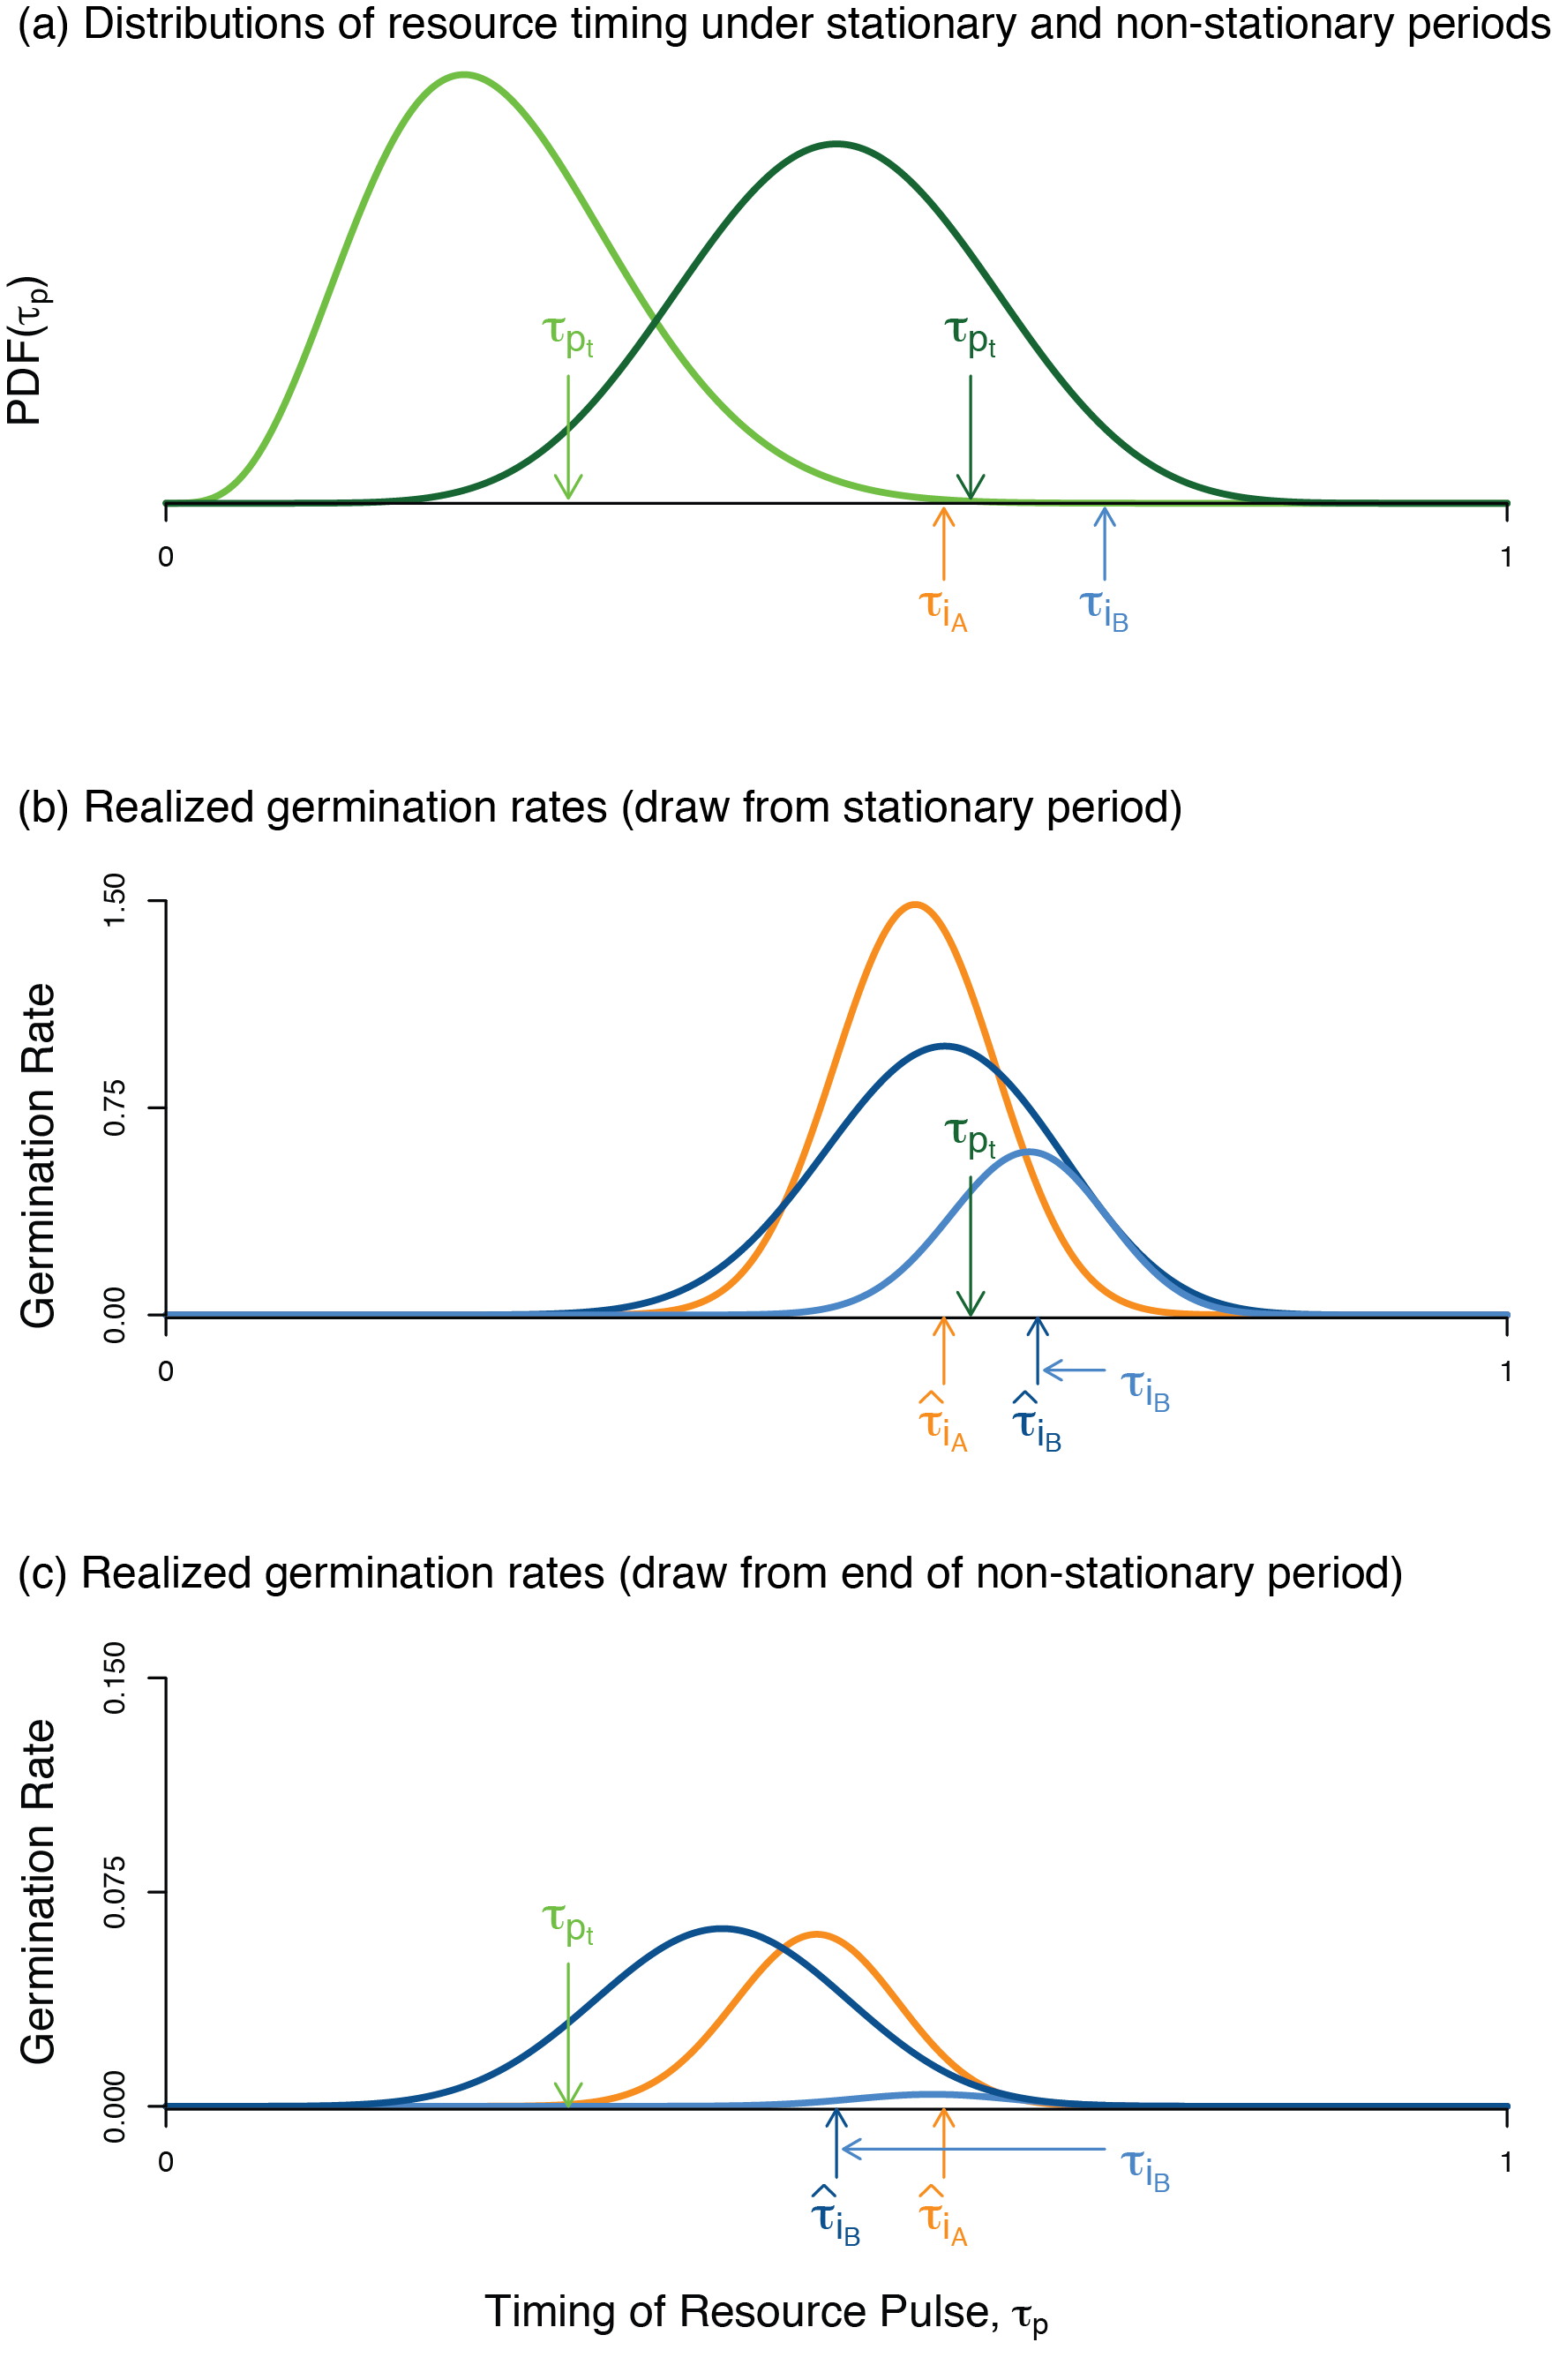 (a) Distributions of resource timing under stationary and non-stationary periods
PDF(τp)
τpt
τpt
0
1
τiA
τiB
(b) Realized germination rates (draw from stationary period)
Germination Rate
1.50
0.75
0.00
τpt
0
1
τ̂iA
τ̂iB
τiB
(c) Realized germination rates (draw from end of non-stationary period)
Germination Rate
0.150
0.075
0.000
τpt
0
1
τ̂iB
τ̂iA
τiB
Timing of Resource Pulse, τp